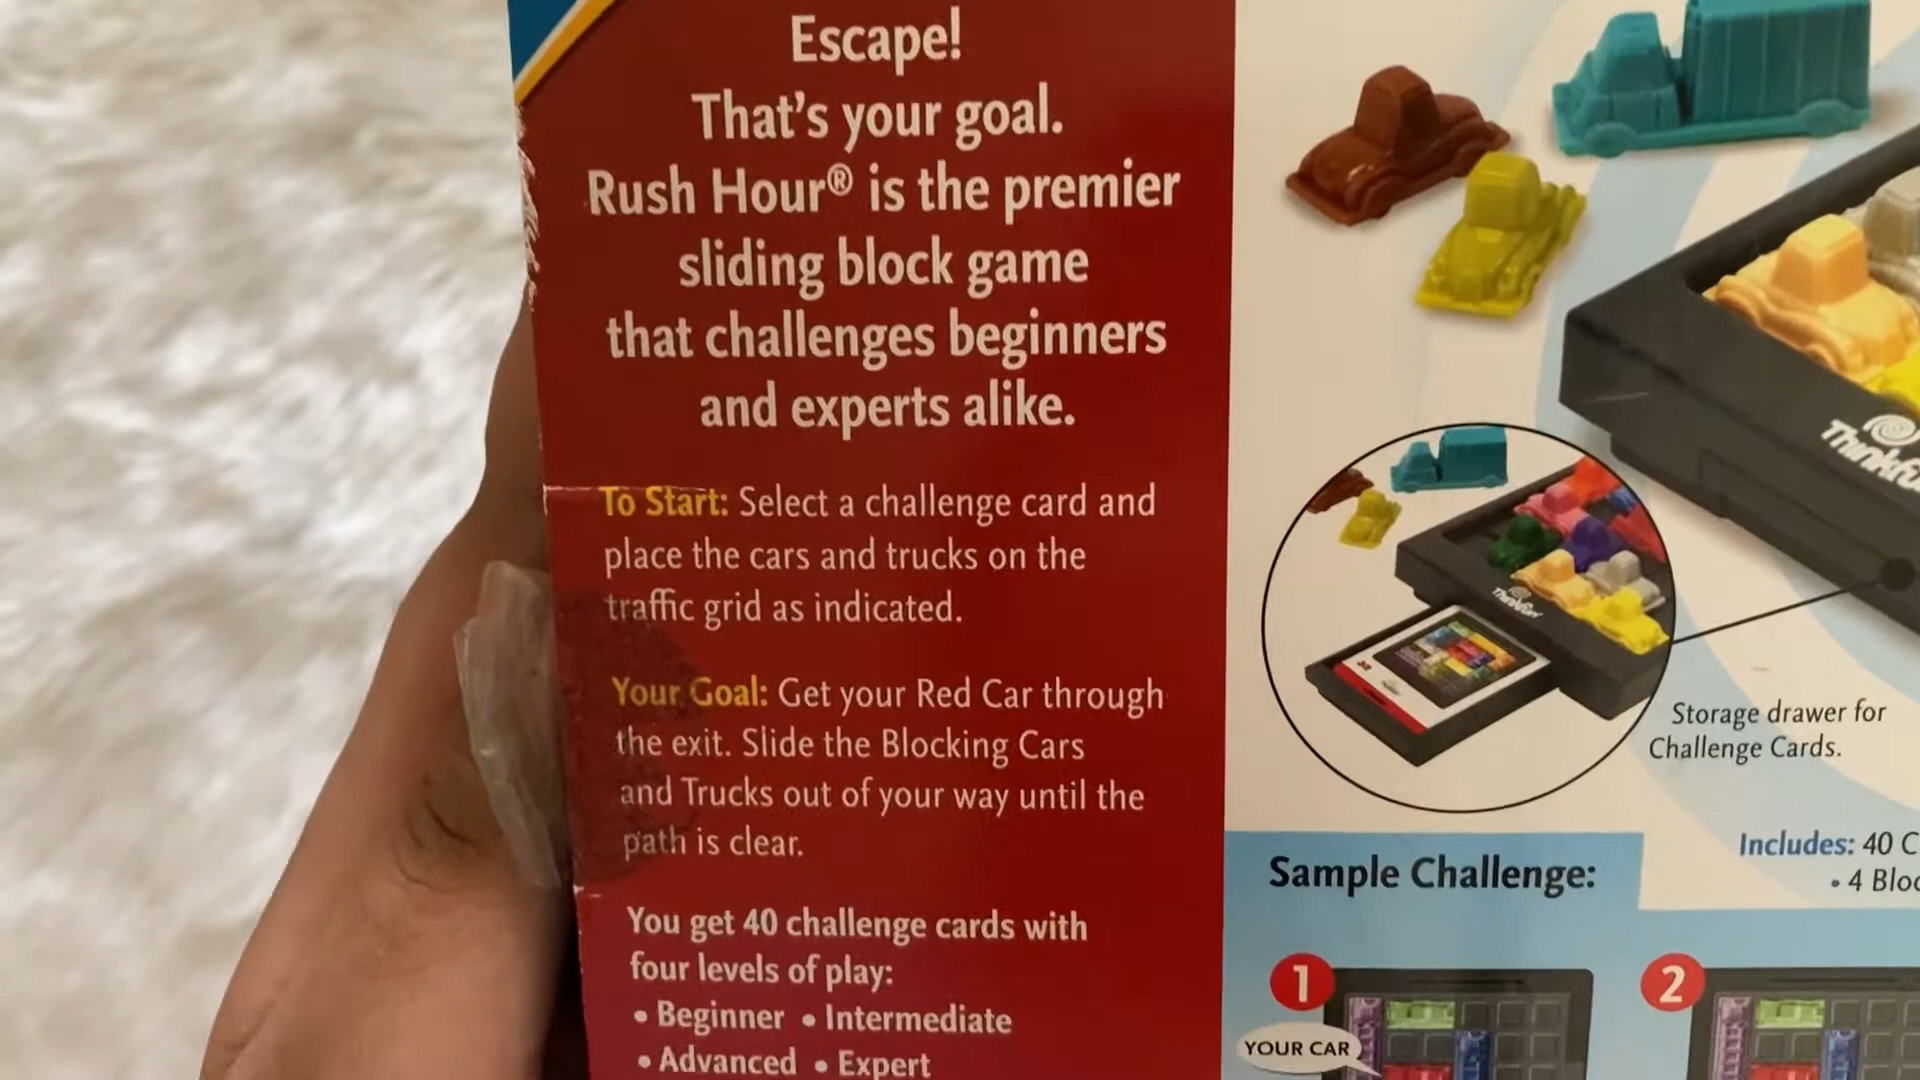 Escape!
That's your goal.
Rush Hour® is the premier
sliding block game
that challenges beginners
and experts alike.
To Start: Select a challenge card and
place the cars and trucks on the
traffic grid as indicated.
Your Goal: Get your Red Car through
the exit. Slide the Blocking Cars
and Trucks out of your way until the
path is clear.
You get 40 challenge cards with
four levels of play:
• Beginner • Intermediate
• Advanced • Expert
Thinkfu
Thinkfun
Storage drawer for
Challenge Cards.
Includes: 40 C
• 4 Bloc
Sample Challenge:
1
2
YOUR CAR